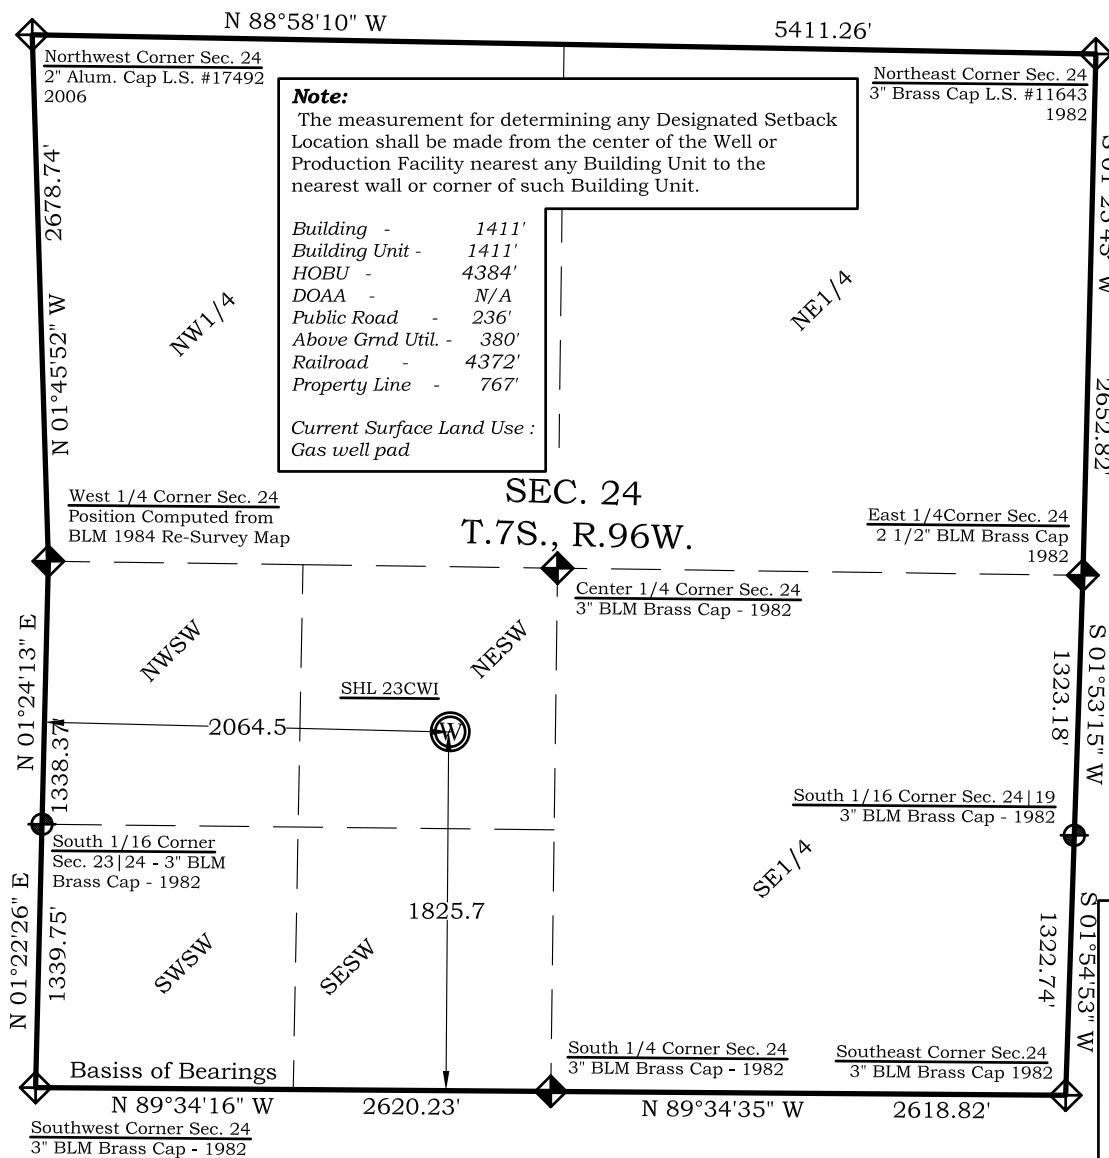 N 88°58'10" W
5411.26'
Northwest Corner Sec. 24
2" Alum. Cap L.S. #17492
2006
Northeast Corner Sec. 24
3" Brass Cap L.S. #11643
1982
Note:
The measurement for determining any Designated Setback
Location shall be made from the center of the Well or
Production Facility nearest any Building Unit to the
nearest wall or corner of such Building Unit.
Building - 1411'
Building Unit - 1411'
HOBU - 4384'
DOAA - N/A
Public Road - 236'
Above Grnd Util. - 380'
Railroad - 4372'
Property Line - 767'
Current Surface Land Use :
Gas well pad
2678.74'
N 01°45'52" W
NW1/4
NE1/4
S 01°23'43" W
2652.82'
West 1/4 Corner Sec. 24
Position Computed from
BLM 1984 Re-Survey Map
SEC. 24
T.7S., R.96W.
East 1/4Corner Sec. 24
2 1/2" BLM Brass Cap
1982
Center 1/4 Corner Sec. 24
3" BLM Brass Cap - 1982
N 01°24'13" E
1338.37'
NWSW
NESW
SHL 23CWI
W
2064.5
1323.18'
S 01°53'15" W
South 1/16 Corner Sec. 24|19
3" BLM Brass Cap - 1982
South 1/16 Corner
Sec. 23|24 - 3" BLM
Brass Cap - 1982
SE1/4
N 01°22'26" E
1339.75'
1825.7
SWSW
SESW
1322.74'
S 01°54'53" W
Basiss of Bearings
South 1/4 Corner Sec. 24
3" BLM Brass Cap - 1982
Southeast Corner Sec.24
3" BLM Brass Cap 1982
N 89°34'16" W
2620.23'
N 89°34'35" W
2618.82'
Southwest Corner Sec. 24
3" BLM Brass Cap - 1982